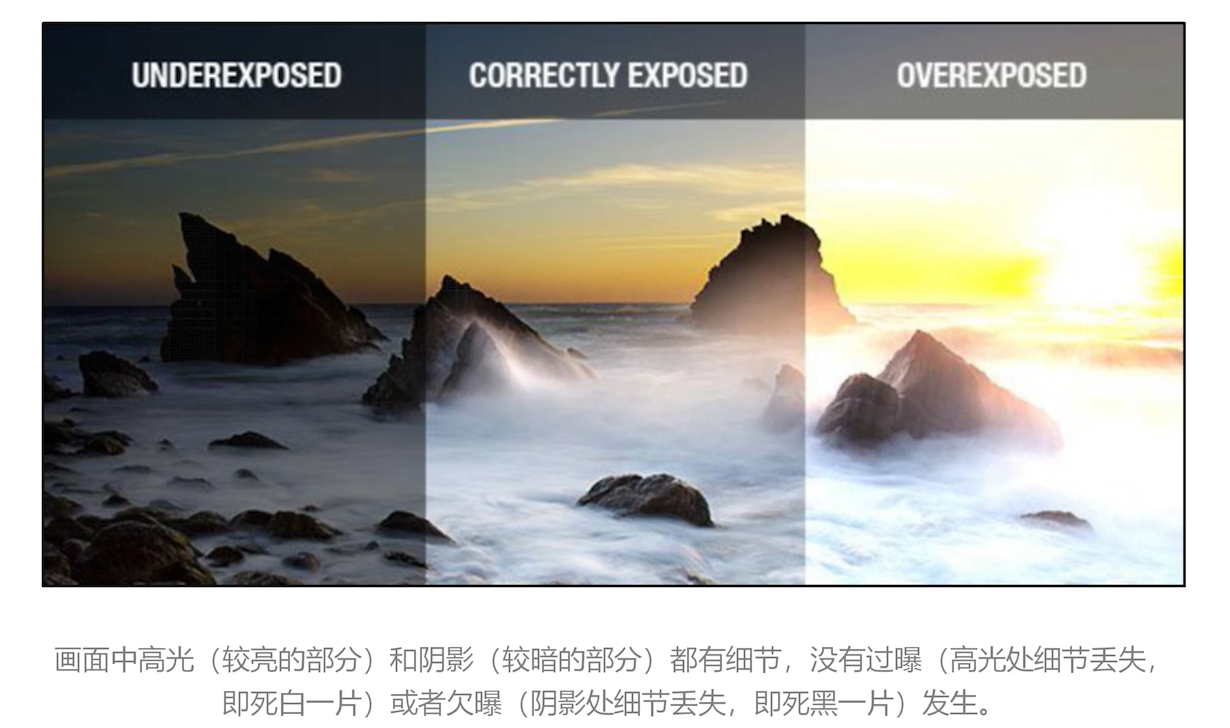 UNDEREXPOSED
CORRECTLY EXPOSED
OVEREXPOSED
画面中高光（较亮的部分）和阴影（较暗的部分）都有细节，没有过曝（高光处细节丢失，
即死白一片）或者欠曝（阴影处细节丢失，即死黑一片）发生。